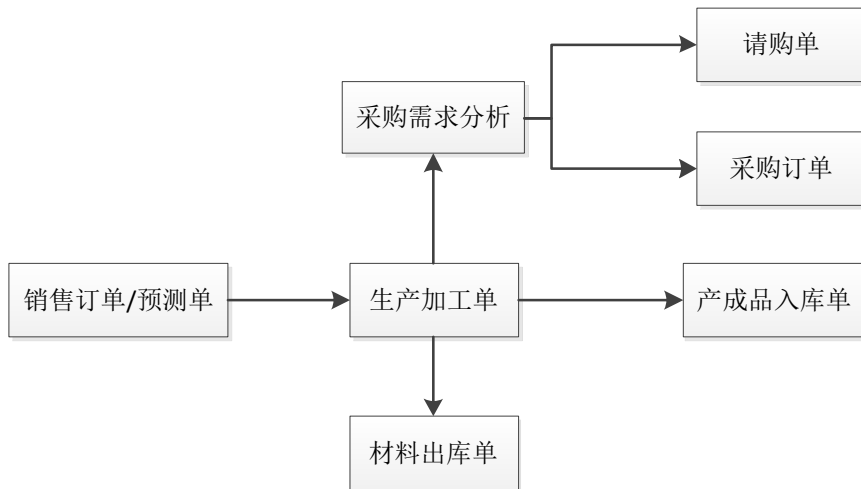 请购单
采购需求分析
采购订单
销售订单/预测单
生产加工单
产成品入库单
材料出库单